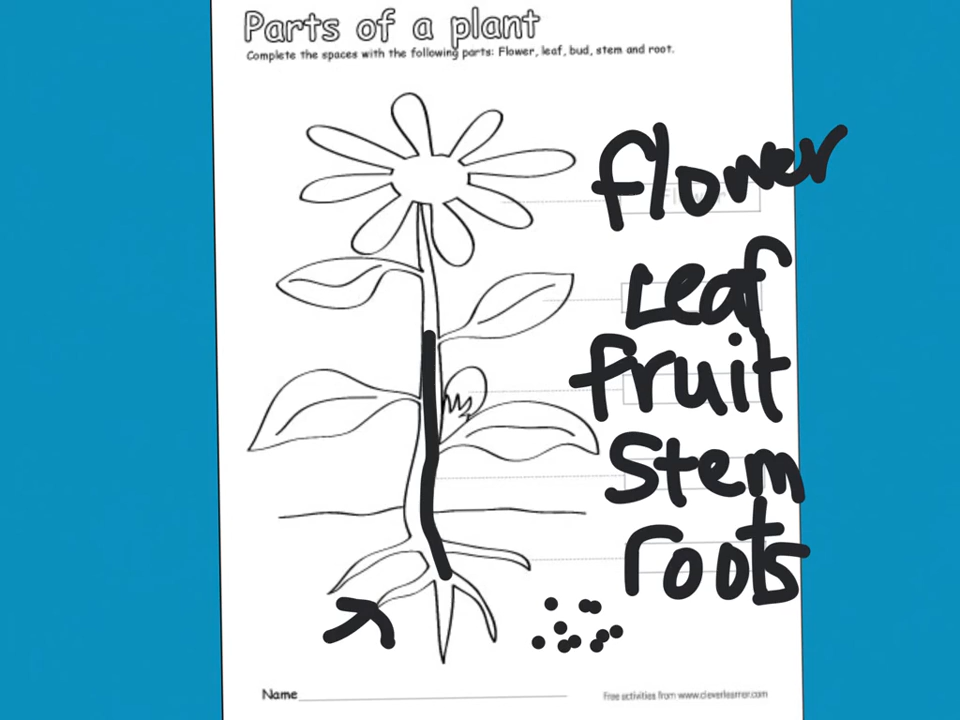 Parts of a plant
Complete the spaces with the following parts: Flower, leaf, bud, stem and root.
flower
Leaf
fruit
Stem
roots
Name
Free activities from www.cleverlearner.com